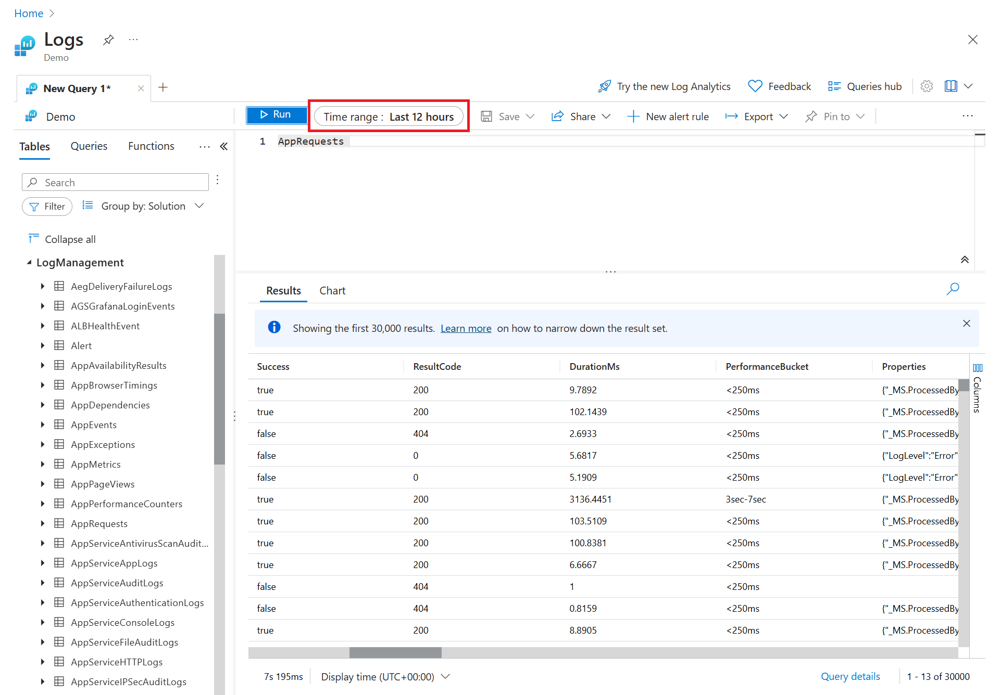 Home
Logs
Demo
New Query 1*
Try the new Log Analytics
Feedback
Queries hub
Demo
Run
Time range : Last 12 hours
Save
Share
New alert rule
Export
Pin to
Tables Queries Functions
1 AppRequests
Search
Filter
Group by: Solution
Collapse all
LogManagement
AegDeliveryFailureLogs
AGSGrafanaLoginEvents
ALBHealthEvent
Alert
AppAvailabilityResults
AppBrowserTimings
AppDependencies
AppEvents
AppExceptions
AppMetrics
AppPageViews
AppPerformanceCounters
AppRequests
AppServiceAntivirusScanAudit...
AppServiceAppLogs
AppServiceAuditLogs
AppServiceAuthenticationLogs
AppServiceConsoleLogs
AppServiceFileAuditLogs
AppServiceHTTPLogs
AppServiceIPSecAuditLogs
Results Chart
Showing the first 30,000 results. Learn more on how to narrow down the result set.
Success ResultCode DurationMs PerformanceBucket Properties
true 200 9.7892 <250ms {"_MS.ProcessedBy
true 200 102.1439 <250ms {"_MS.ProcessedBy
false 404 2.6933 <250ms {"_MS.ProcessedBy
false 0 5.6817 <250ms {"LogLevel":"Error"
false 0 5.1909 <250ms {"LogLevel":"Error"
true 200 3136.4451 3sec-7sec {"_MS.ProcessedBy
true 200 103.5109 <250ms {"_MS.ProcessedBy
true 200 100.8381 <250ms {"_MS.ProcessedBy
true 200 6.6667 <250ms {"_MS.ProcessedBy
false 404 1 <250ms
false 404 0.8159 <250ms {"_MS.ProcessedBy
true 200 8.8905 <250ms {"_MS.ProcessedBy
Columns
7s 195ms
Display time (UTC+00:00)
Query details
1 - 13 of 30000